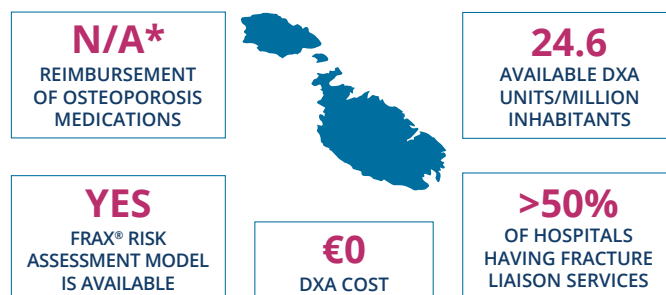 N/A*
REIMBURSEMENT
OF OSTEOPOROSIS
MEDICATIONS
24.6
AVAILABLE DXA
UNITS/MILLION
INHABITANTS
YES
FRAX® RISK
ASSESSMENT MODEL
IS AVAILABLE
€0
DXA COST
>50%
OF HOSPITALS
HAVING FRACTURE
LIAISON SERVICES